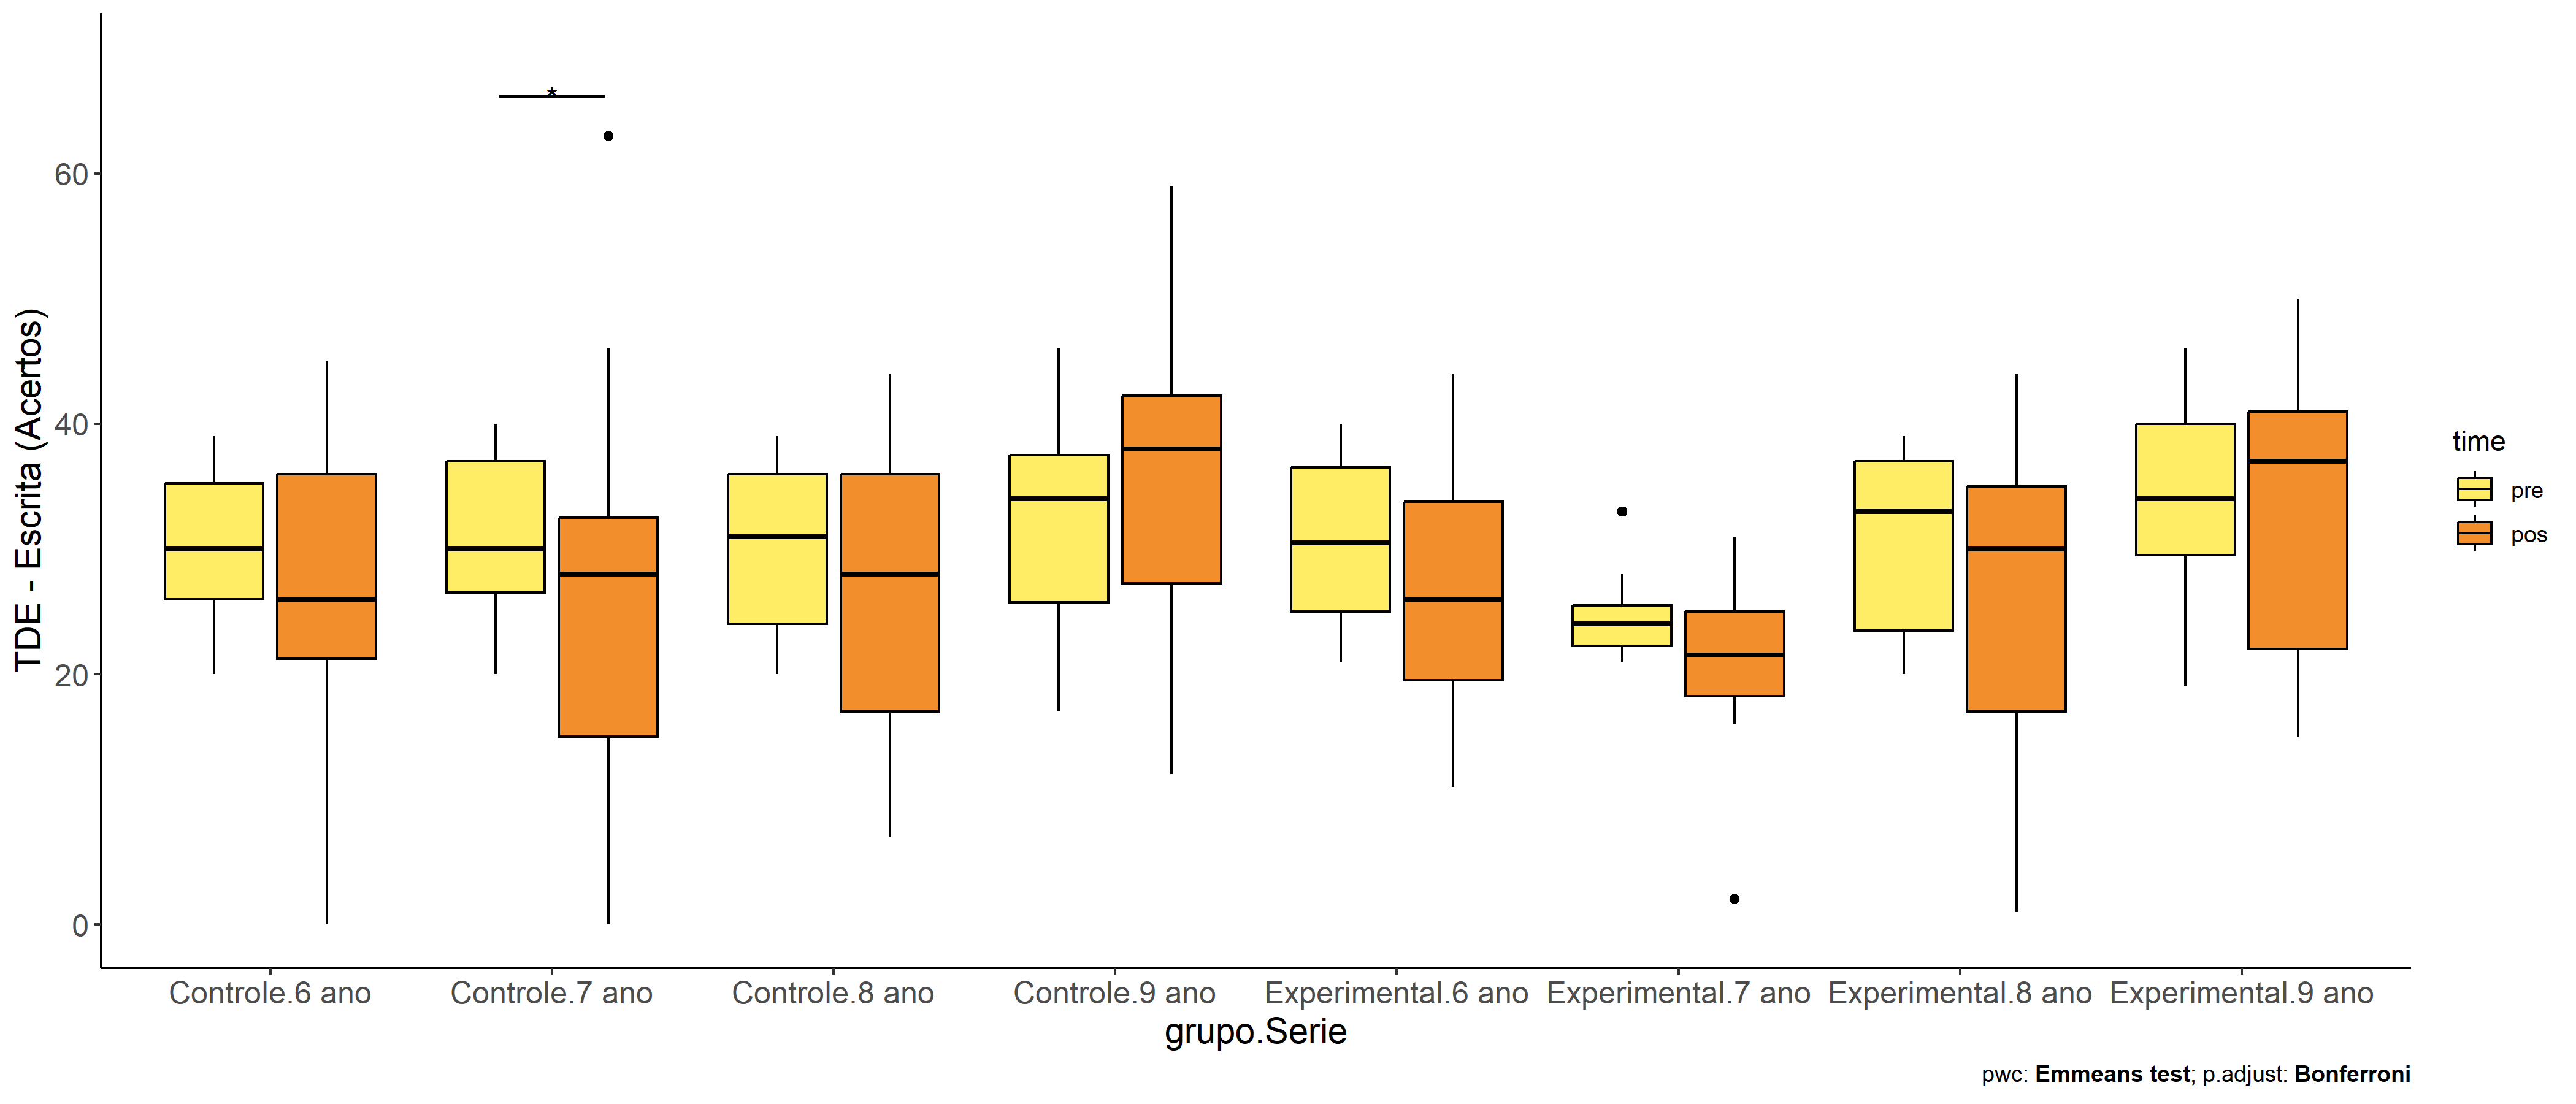 *
60
40
20
0
TDE - Escrita (Acertos)
Controle.6 ano
Controle.7 ano
Controle.8 ano
Controle.9 ano
Experimental.6 ano
Experimental.7 ano
Experimental.8 ano
Experimental.9 ano
grupo.Serie
time
pre
pos
pwc: Emmeans test; p.adjust: Bonferroni